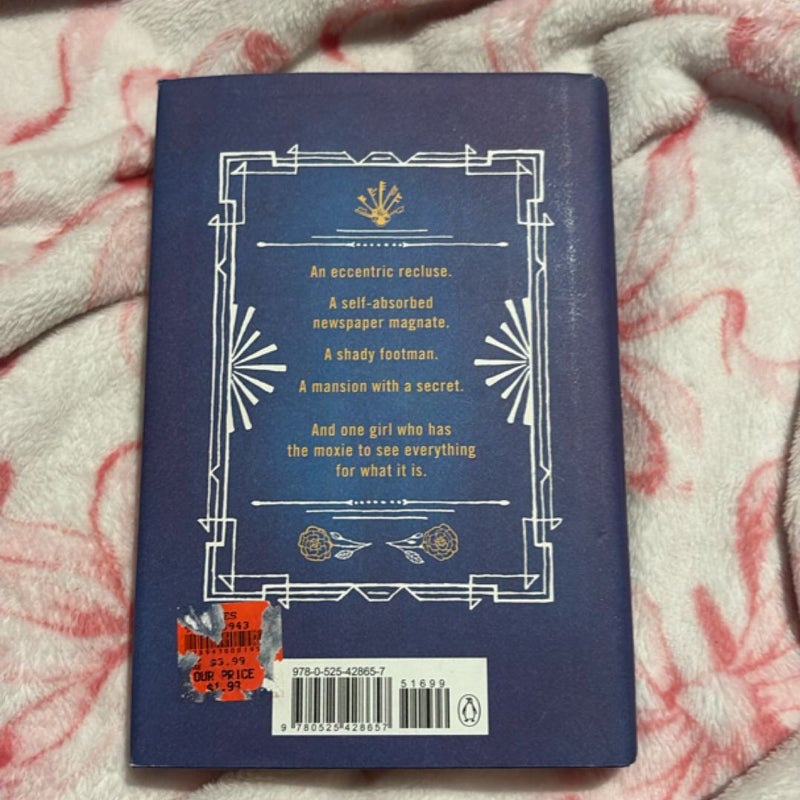 An eccentric recluse.
A self-absorbed
newspaper magnate.
A shady footman.
A mansion with a secret.
And one girl who has
the moxie to see everything
for what it is.
ES
943
$3.99
OUR PRICE
978-0-525-42865-7
51699
9 780525 428657